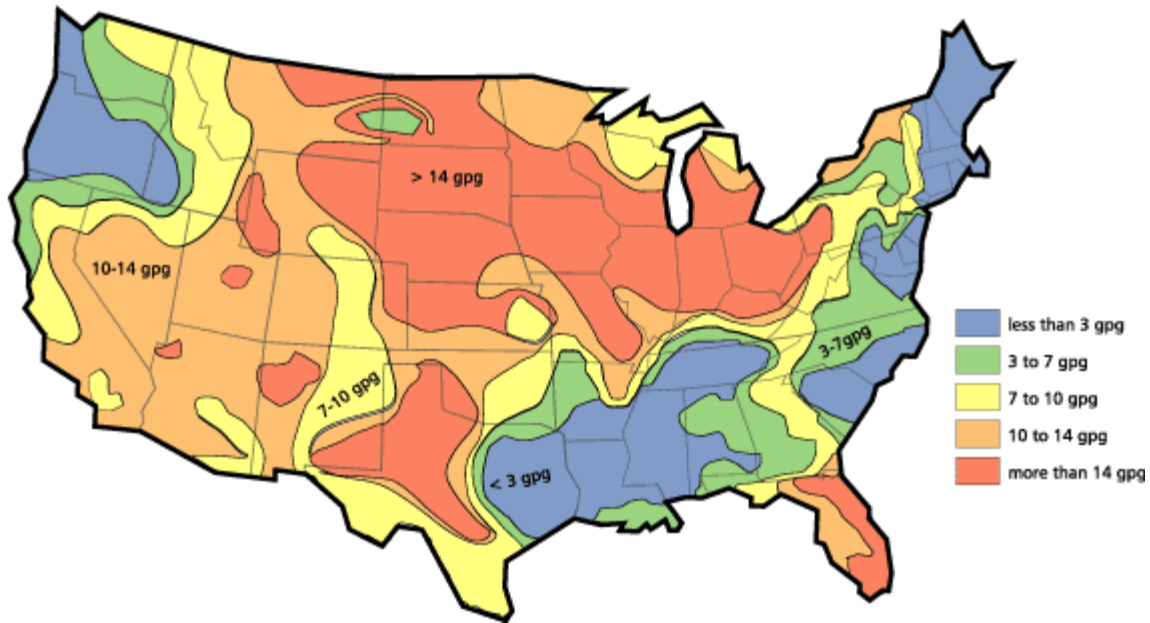 > 14 gpg
10-14 gpg
7-10 gpg
3-7gpg
< 3 gpg
less than 3 gpg
3 to 7 gpg
7 to 10 gpg
10 to 14 gpg
more than 14 gpg